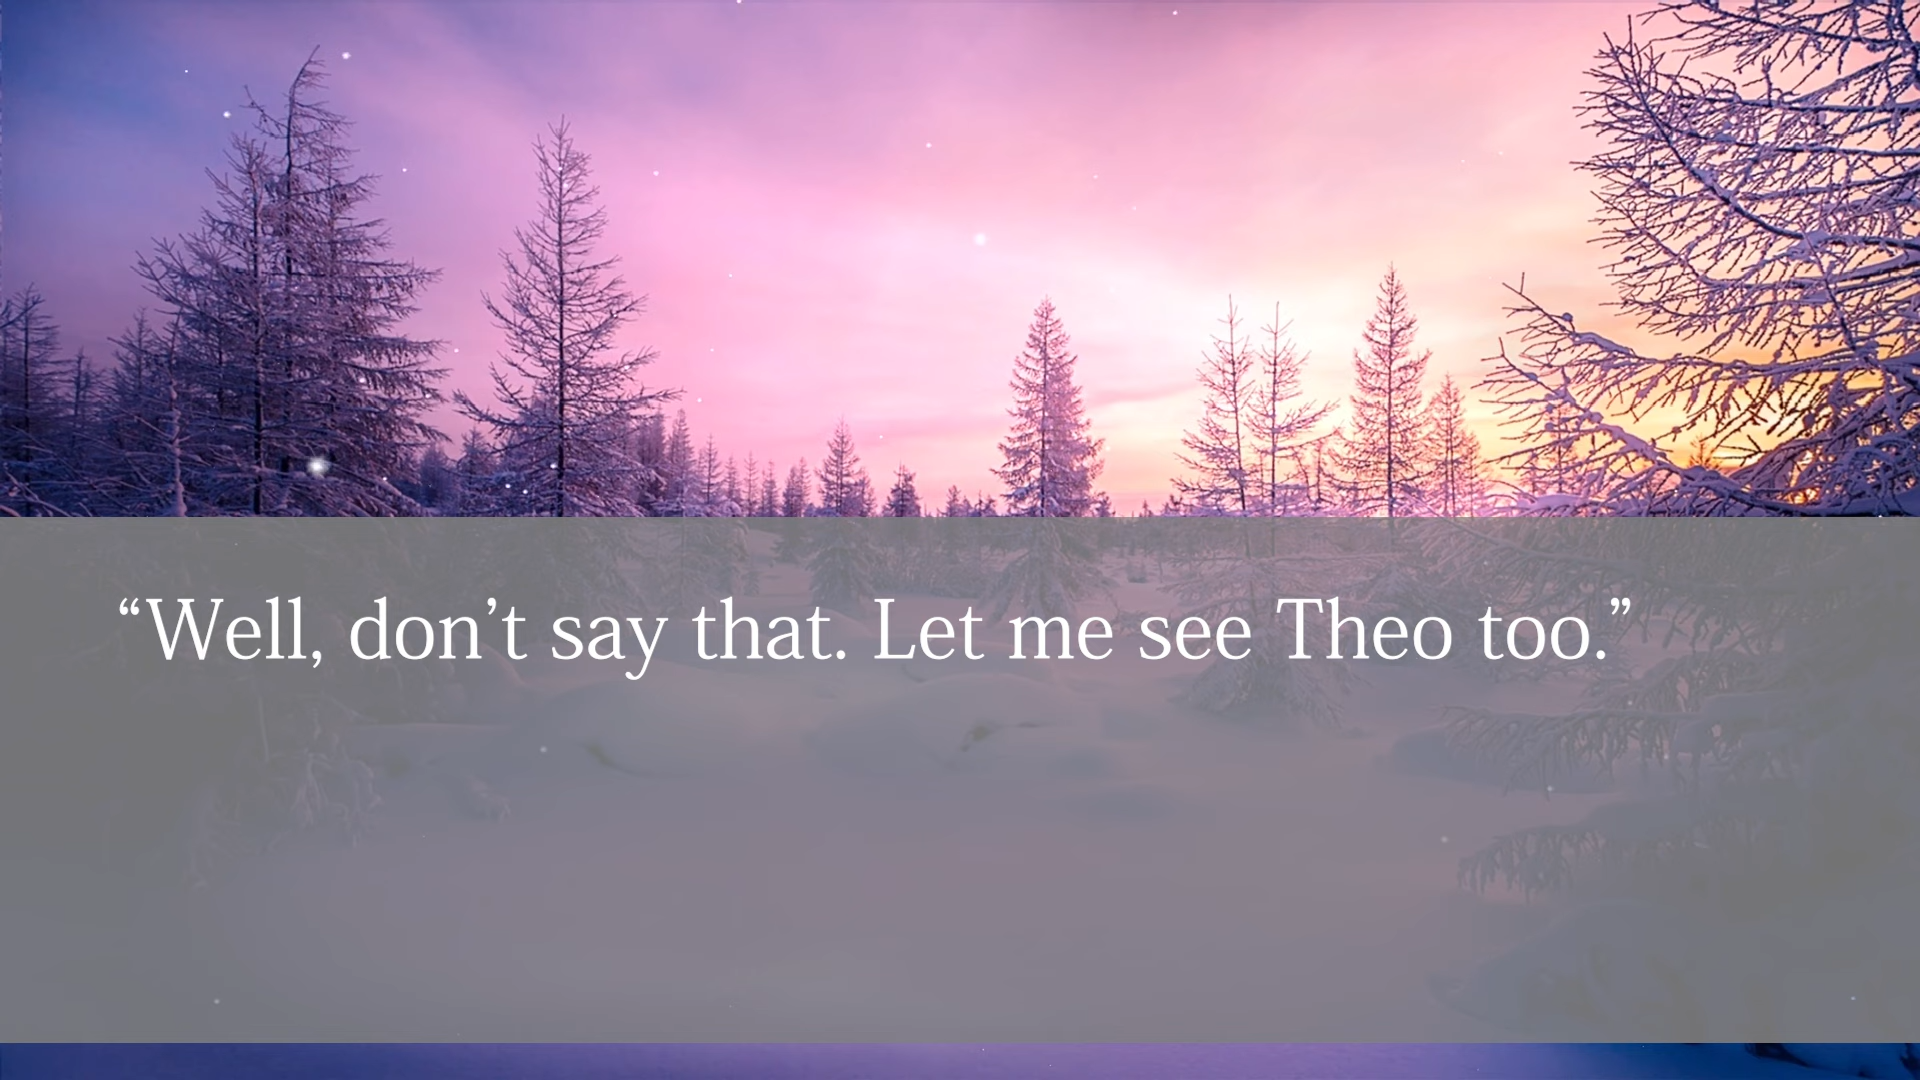 “Well, don’t say that. Let me see Theo too.”